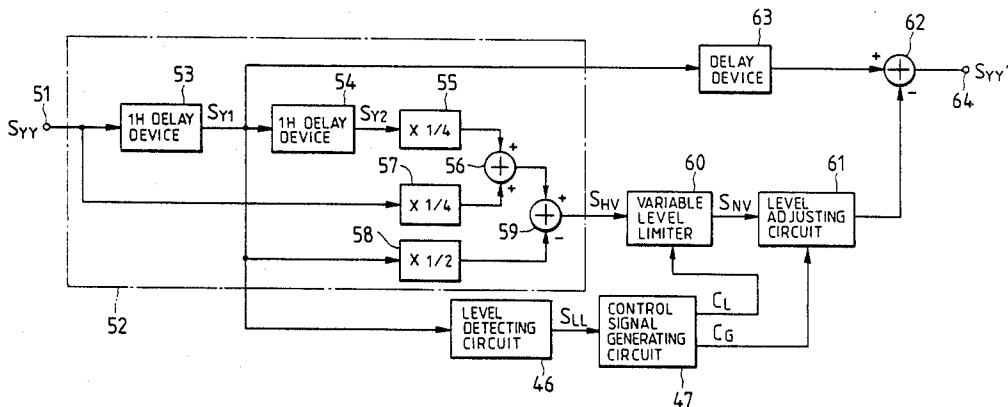 63
DELAY
DEVICE
62
+
-
SYY'
64
51
SYY
53
1H DELAY
DEVICE
SY1
54
1H DELAY
DEVICE
SY2
55
X 1/4
+
56
+
57
X 1/4
+
59
-
58
X 1/2
52
SHV
60
VARIABLE
LEVEL
LIMITER
SNV
61
LEVEL
ADJUSTING
CIRCUIT
LEVEL
DETECTING
CIRCUIT
46
SLL
CONTROL
SIGNAL
GENERATING
CIRCUIT
47
CL
CG